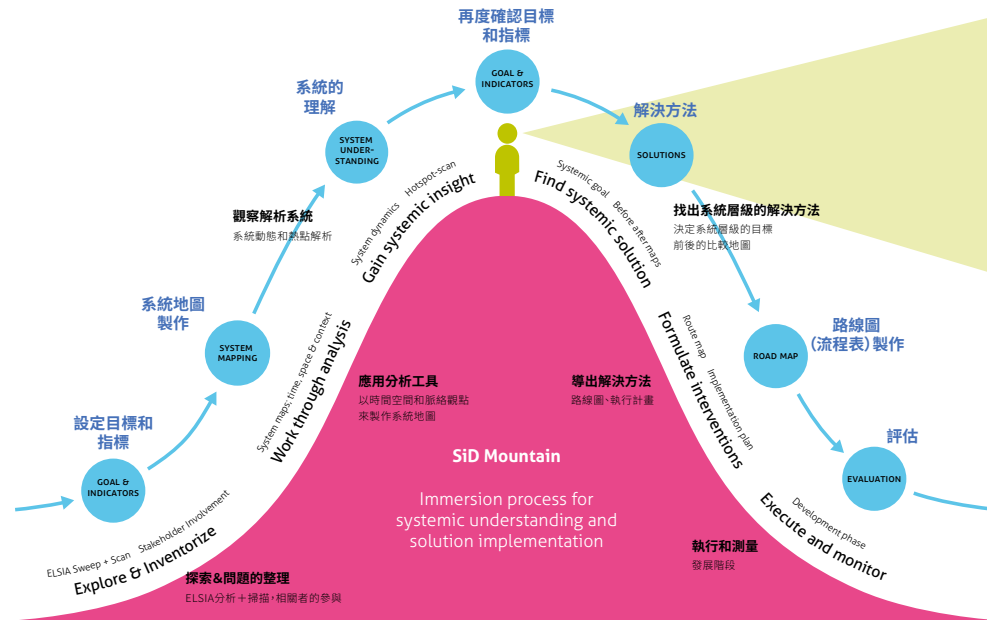 再度確認目標
和指標
GOAL &
INDICATORS
系統的
理解
SYSTEM
UNDER-
STANDING
解決方法
SOLUTIONS
觀察解析系統
系統動態和熱點解析
System dynamics Hotspot-scan
Gain systemic insight
Systemic goal Before after maps
Find systemic solution
找出系統層級的解決方法
決定系統層級的目標
前後的比較地圖
系統地圖
製作
SYSTEM
MAPPING
System maps; time, space & context
Work through analysis
應用分析工具
以時間空間和脈絡觀點
來製作系統地圖
導出解決方法
路線圖、執行計畫
Route map Implementation plan
Formulate interventions
路線圖
（流程表）製作
ROAD MAP
設定目標和
指標
GOAL &
INDICATORS
評估
EVALUATION
SiD Mountain
Immersion process for
systemic understanding and
solution implementation
ELSIA Sweep + Scan Stakeholder Involvement
Explore & Inventorize
探索&問題的整理
ELSIA分析＋掃描，相關者的參與
Development phase
Execute and monitor
執行和測量
發展階段